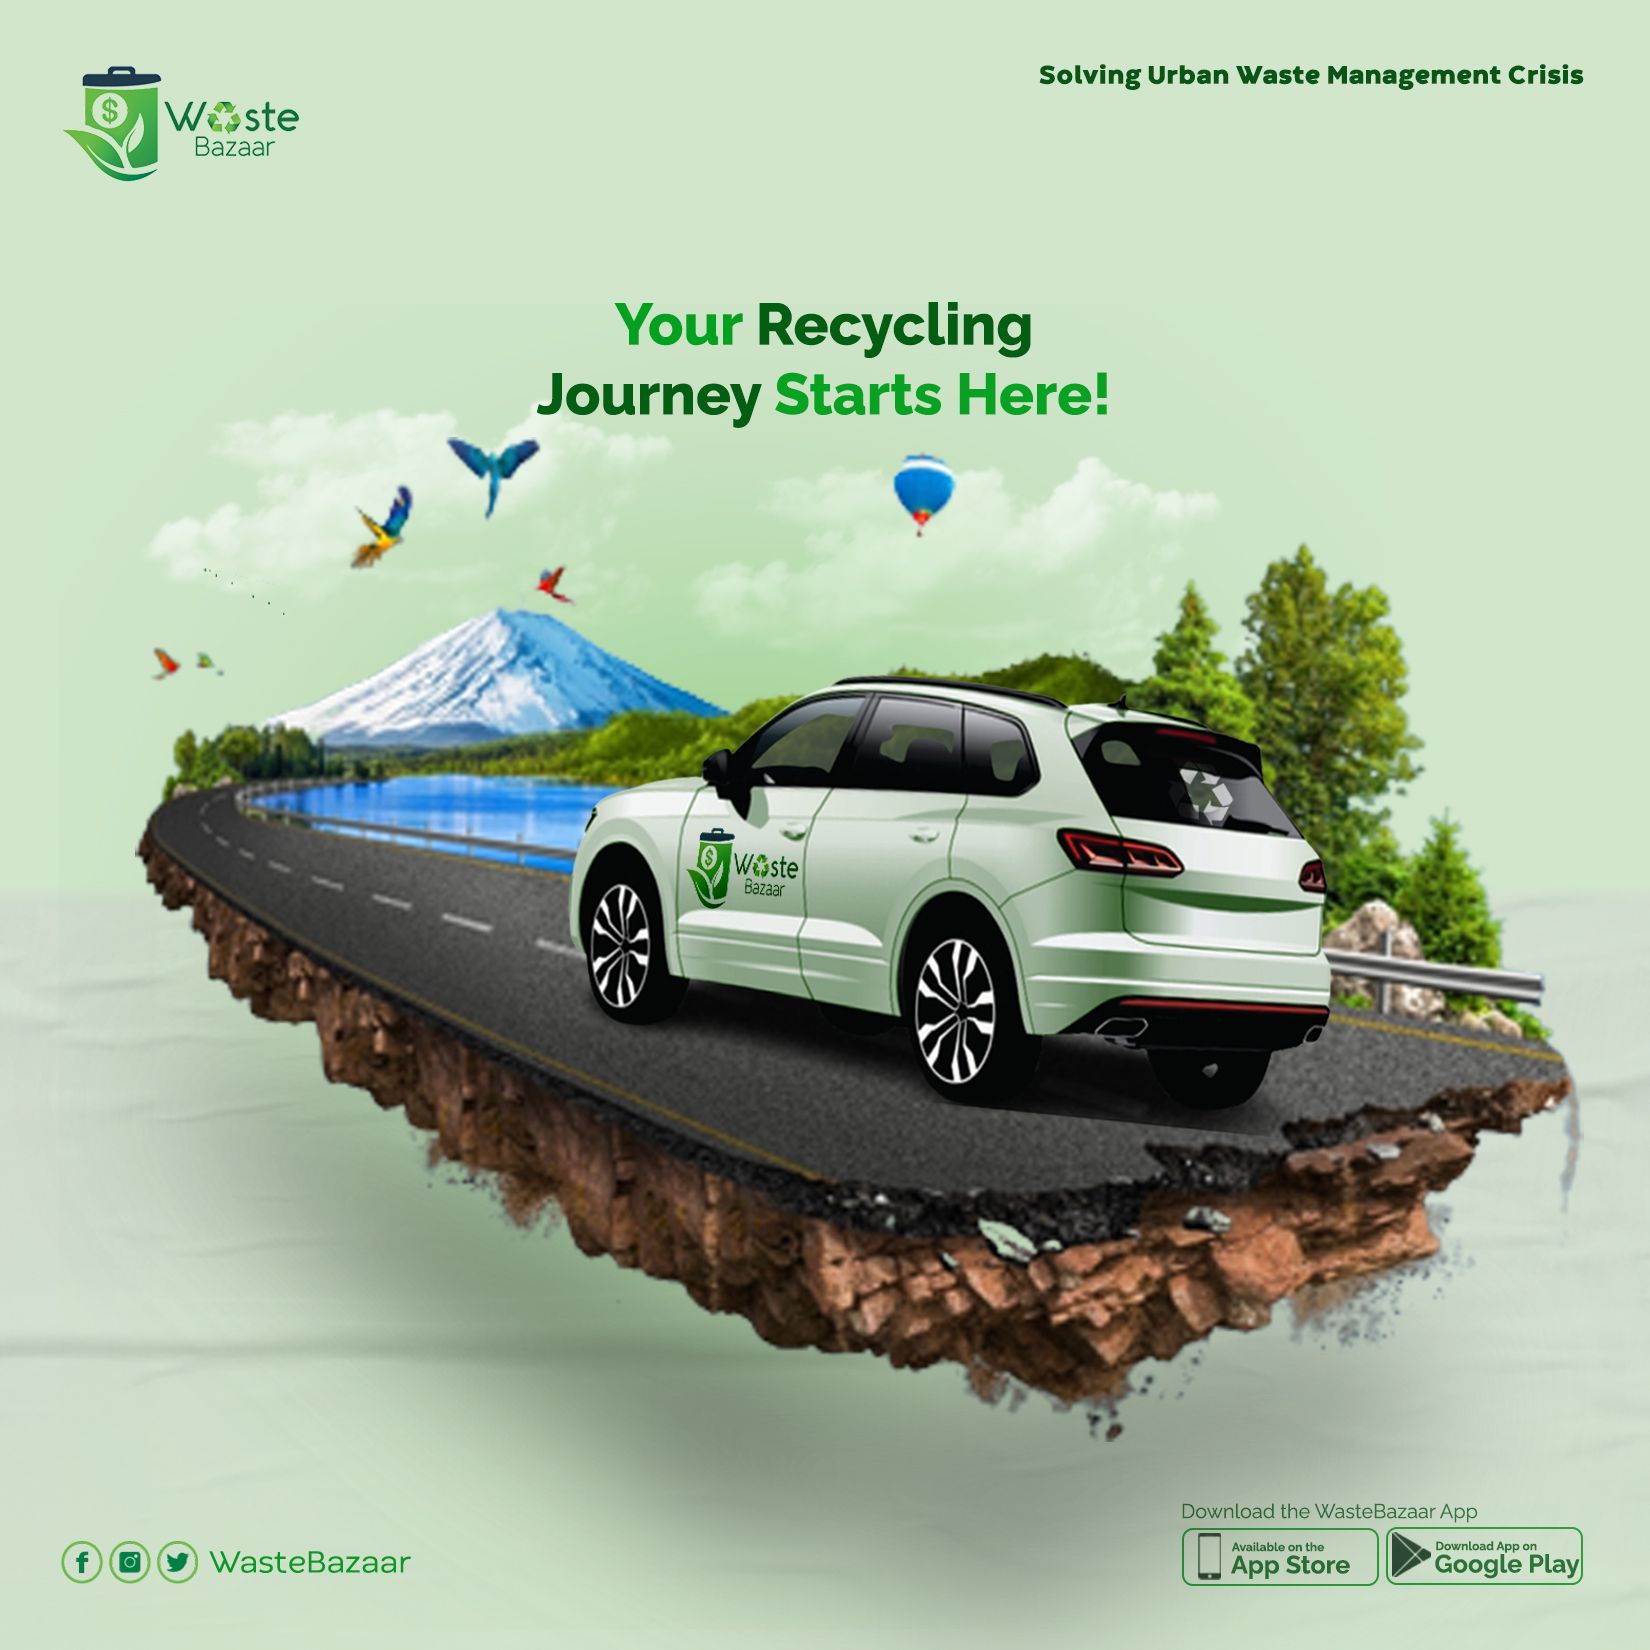 Waste
Bazaar
Solving Urban Waste Management Crisis
Your Recycling
Journey Starts Here!
$
Waste
Bazaar
$
WasteBazaar
Download the WasteBazaar App
Available on the
App Store
Download App on
Google Play